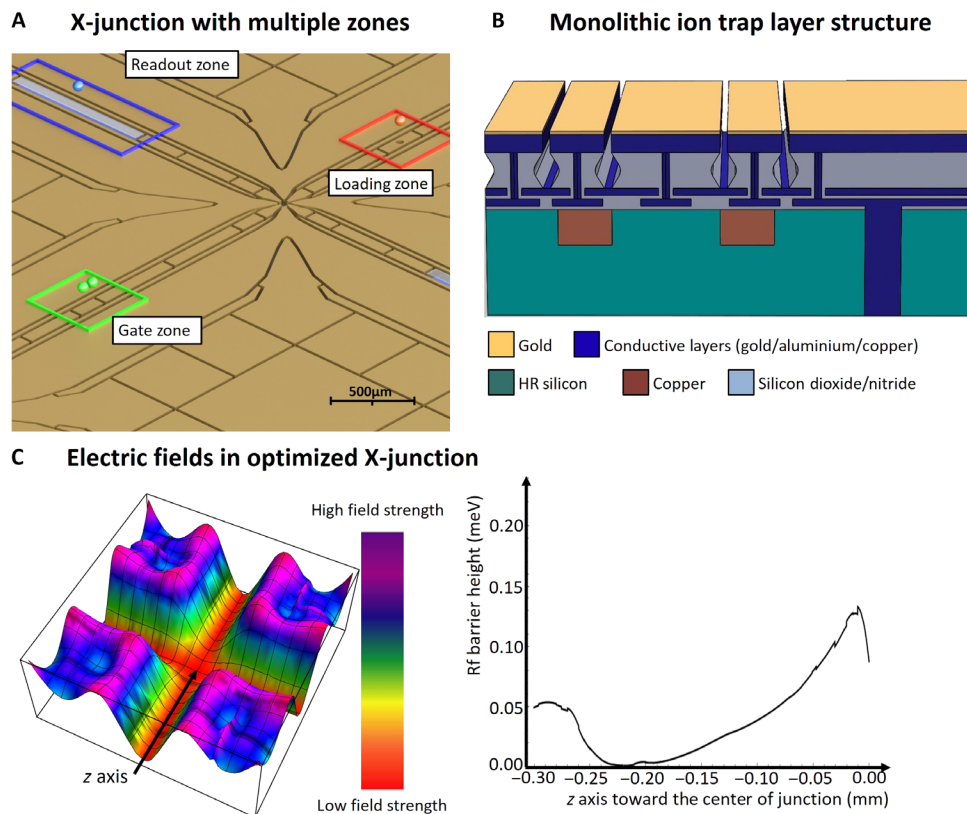 A X-junction with multiple zones
Readout zone
Loading zone
Gate zone
500μm
B Monolithic ion trap layer structure
Gold
Conductive layers (gold/aluminium/copper)
HR silicon
Copper
Silicon dioxide/nitride
C Electric fields in optimized X-junction
High field strength
Low field strength
z axis
Rf barrier height (meV)
0.20
0.15
0.10
0.05
0.00
−0.30 −0.25 −0.20 −0.15 −0.10 −0.05 0.00
z axis toward the center of junction (mm)